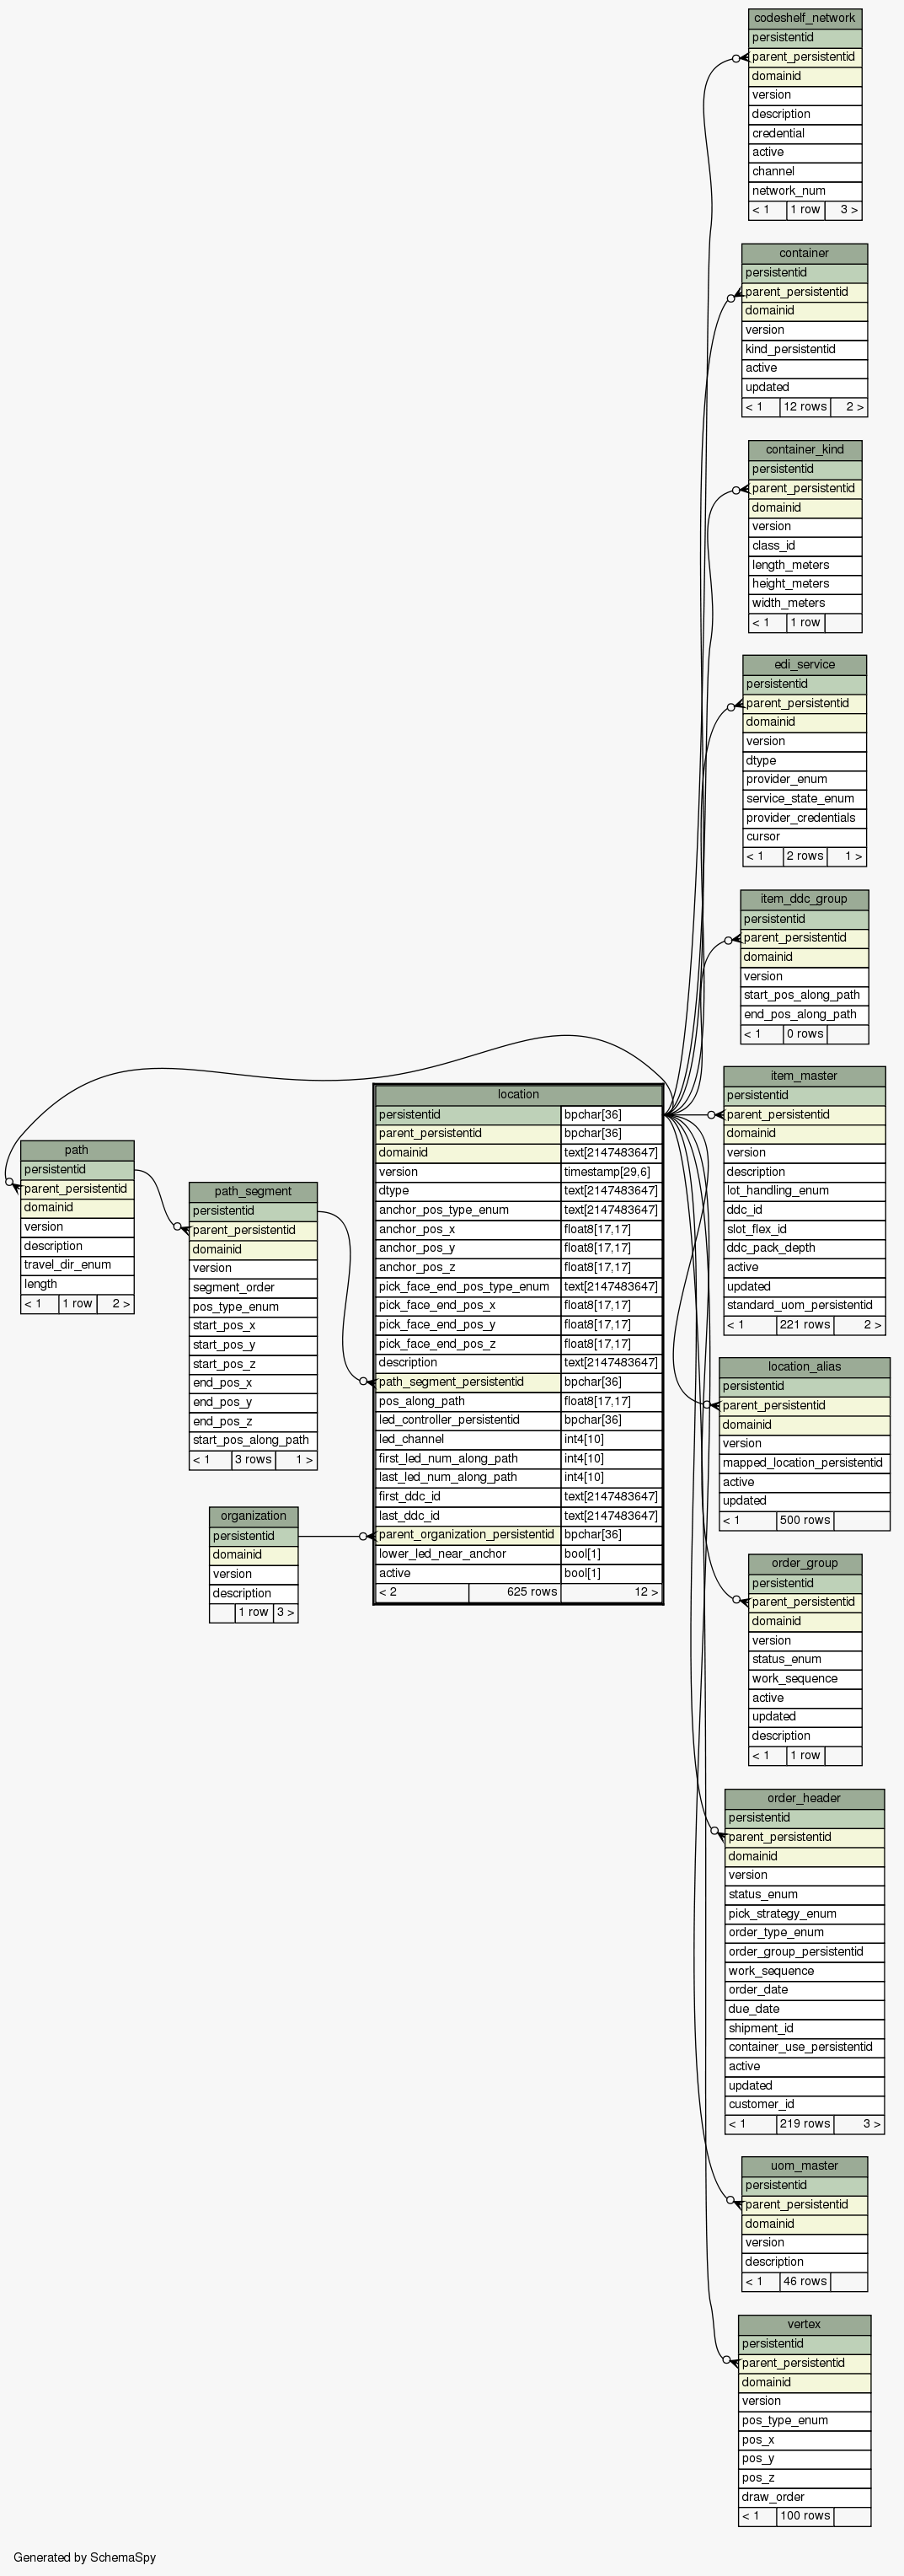 codeshelf_network
persistentid
parent_persistentid
domainid
version
description
credential
active
channel
network_num
< 1 1 row 3 >
container
persistentid
parent_persistentid
domainid
version
kind_persistentid
active
updated
< 1 12 rows 2 >
container_kind
persistentid
parent_persistentid
domainid
version
class_id
length_meters
height_meters
width_meters
< 1 1 row
edi_service
persistentid
parent_persistentid
domainid
version
dtype
provider_enum
service_state_enum
provider_credentials
cursor
< 1 2 rows 1 >
item_ddc_group
persistentid
parent_persistentid
domainid
version
start_pos_along_path
end_pos_along_path
< 1 0 rows
item_master
persistentid
parent_persistentid
domainid
version
description
lot_handling_enum
ddc_id
slot_flex_id
ddc_pack_depth
active
updated
standard_uom_persistentid
< 1 221 rows 2 >
location
persistentid bpchar[36]
parent_persistentid bpchar[36]
domainid text[2147483647]
version timestamp[29,6]
dtype text[2147483647]
anchor_pos_type_enum text[2147483647]
anchor_pos_x float8[17,17]
anchor_pos_y float8[17,17]
anchor_pos_z float8[17,17]
pick_face_end_pos_type_enum text[2147483647]
pick_face_end_pos_x float8[17,17]
pick_face_end_pos_y float8[17,17]
pick_face_end_pos_z float8[17,17]
description text[2147483647]
path_segment_persistentid bpchar[36]
pos_along_path float8[17,17]
led_controller_persistentid bpchar[36]
led_channel int4[10]
first_led_num_along_path int4[10]
last_led_num_along_path int4[10]
first_ddc_id text[2147483647]
last_ddc_id text[2147483647]
parent_organization_persistentid bpchar[36]
lower_led_near_anchor bool[1]
active bool[1]
< 2 625 rows 12 >
path
persistentid
parent_persistentid
domainid
version
description
travel_dir_enum
length
< 1 1 row 2 >
path_segment
persistentid
parent_persistentid
domainid
version
segment_order
pos_type_enum
start_pos_x
start_pos_y
start_pos_z
end_pos_x
end_pos_y
end_pos_z
start_pos_along_path
< 1 3 rows 1 >
organization
persistentid
domainid
version
description
1 row 3 >
location_alias
persistentid
parent_persistentid
domainid
version
mapped_location_persistentid
active
updated
< 1 500 rows
order_group
persistentid
parent_persistentid
domainid
version
status_enum
work_sequence
active
updated
description
< 1 1 row
order_header
persistentid
parent_persistentid
domainid
version
status_enum
pick_strategy_enum
order_type_enum
order_group_persistentid
work_sequence
order_date
due_date
shipment_id
container_use_persistentid
active
updated
customer_id
< 1 219 rows 3 >
uom_master
persistentid
parent_persistentid
domainid
version
description
< 1 46 rows
vertex
persistentid
parent_persistentid
domainid
version
pos_type_enum
pos_x
pos_y
pos_z
draw_order
< 1 100 rows
Generated by SchemaSpy